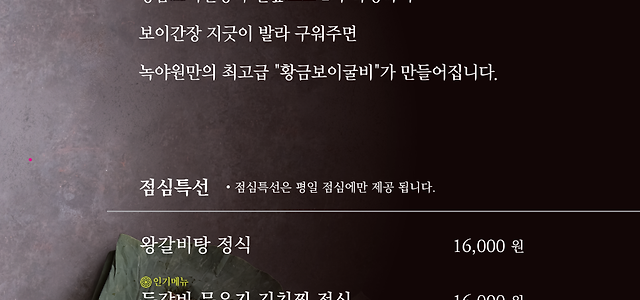 보이간장 지긋이 발라 구워주면
녹야원만의 최고급 "황금보이굴비"가 만들어집니다.
점심특선 • 점심특선은 평일 점심에만 제공 됩니다.
왕갈비탕 정식 16,000 원
인기메뉴
16,000 원